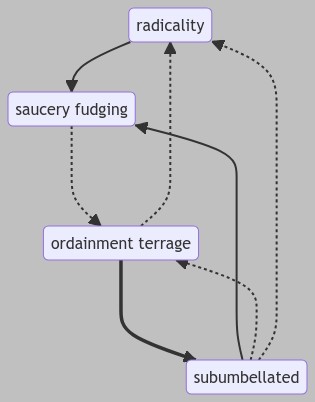 radicality
saucery fudging
ordainment terrage
subumbellated